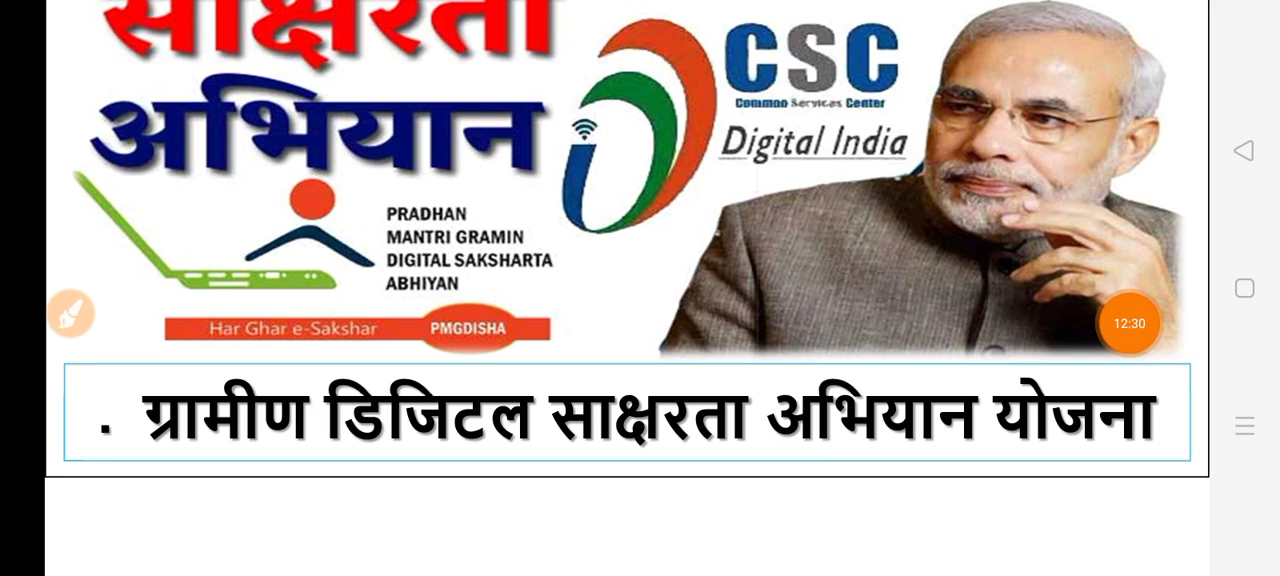 साक्षरता
अभियान
PRADHAN
MANTRI GRAMIN
DIGITAL SAKSHARTA
ABHIYAN
Har Ghar e-Sakshar
PMGDISHA
CSC
Common Services Center
Digital India
12:30
. ग्रामीण डिजिटल साक्षरता अभियान योजना